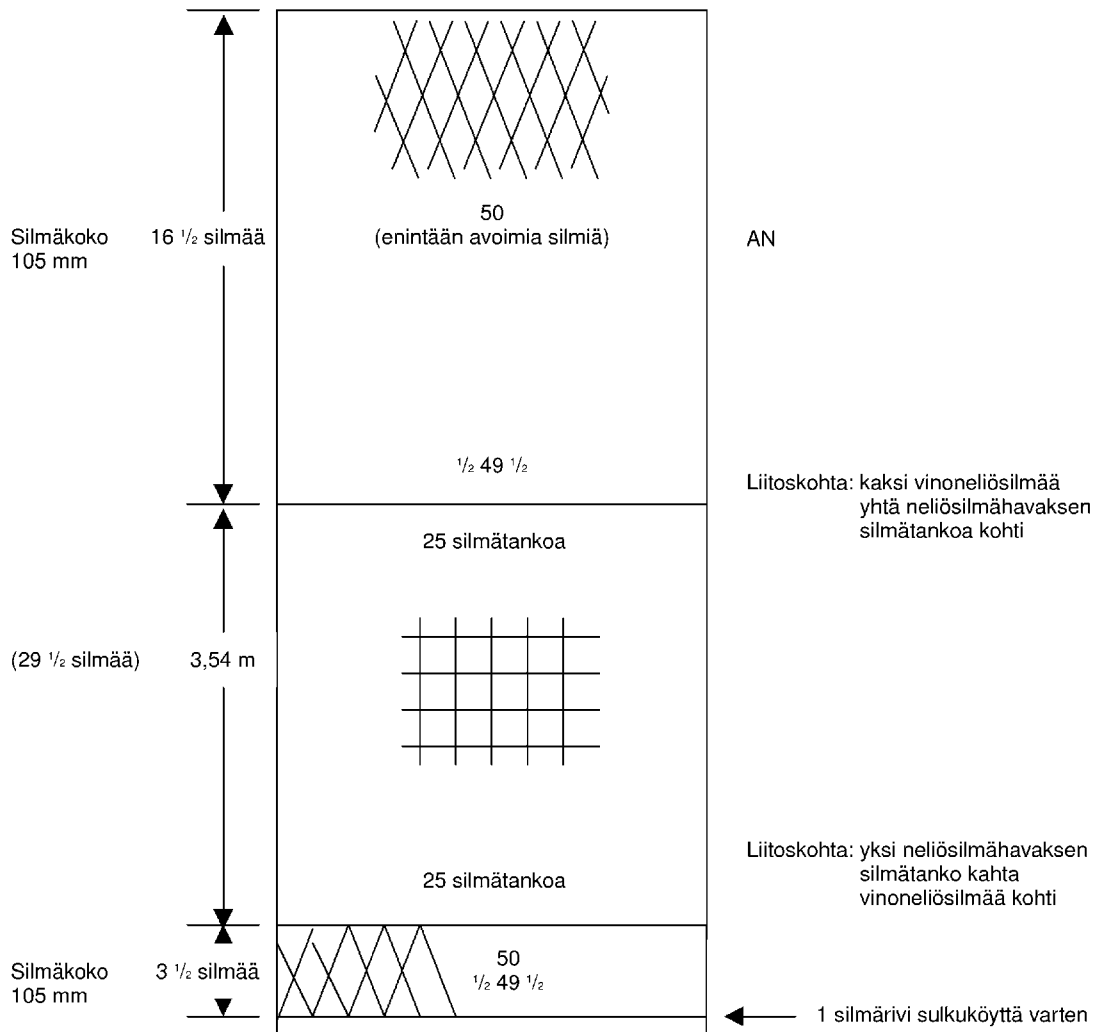 50
(enintään avoimia silmiä)
Silmäkoko
105 mm
16 ½ silmää
AN
½ 49 ½
Liitoskohta: kaksi vinoneliösilmää
yhtä neliösilmähavaksen
silmätankoa kohti
25 silmätankoa
(29 ½ silmää)
3,54 m
25 silmätankoa
Liitoskohta: yksi neliösilmähavaksen
silmätanko kahta
vinoneliösilmää kohti
Silmäkoko
105 mm
3 ½ silmää
50
½ 49 ½
1 silmärivi sulkuköyttä varten